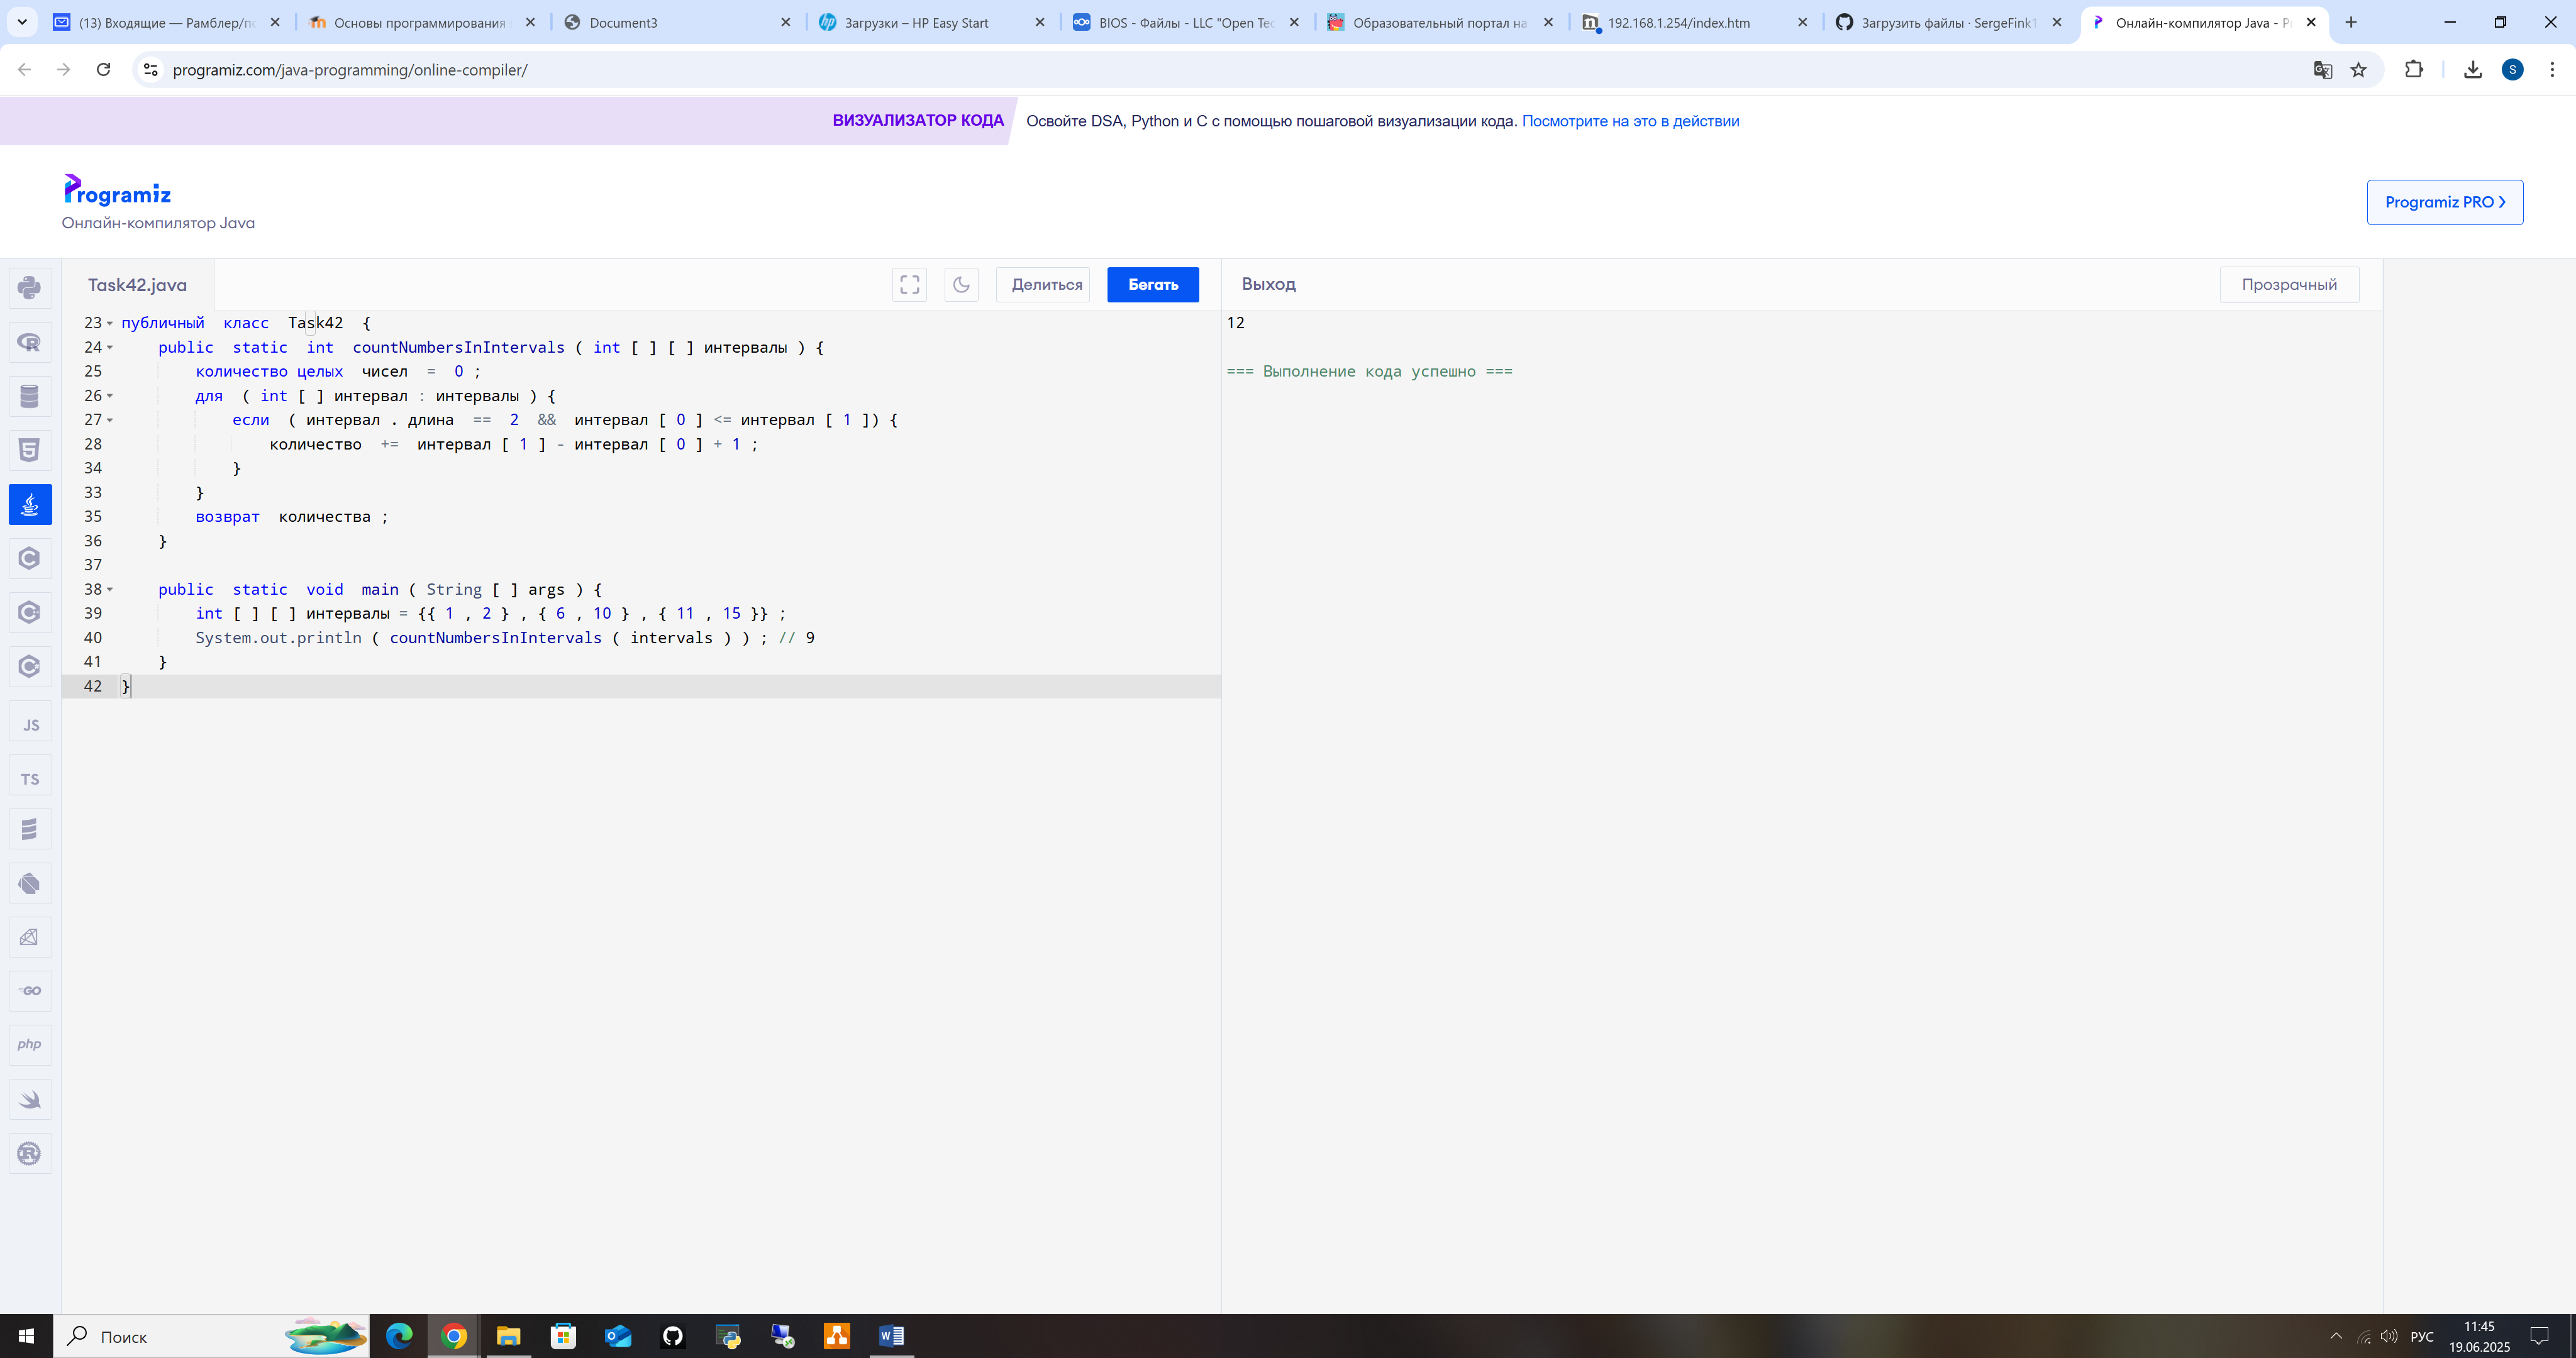 (13) Входящие — Рамблер/по
Основы программирования
Document3
Загрузки – HP Easy Start
BIOS - Файлы - LLC "Open Tec
Образовательный портал на
192.168.1.254/index.htm
Загрузить файлы · SergeFink1
Онлайн-компилятор Java - P
programiz.com/java-programming/online-compiler/
S
ВИЗУАЛИЗАТОР КОДА Освойте DSA, Python и C с помощью пошаговой визуализации кода. Посмотрите на это в действии
Programiz
Онлайн-компилятор Java
Programiz PRO
Task42.java
Делиться
Бегать
Выход
Прозрачный
23 публичный класс Task42 {
24 public static int countNumbersInIntervals ( int [ ] [ ] интервалы ) {
25 количество целых чисел = 0 ;
26 для ( int [ ] интервал : интервалы ) {
27 если ( интервал . длина == 2 && интервал [ 0 ] <= интервал [ 1 ]) {
28 количество += интервал [ 1 ] - интервал [ 0 ] + 1 ;
34 }
33 }
35 возврат количества ;
36 }
37
38 public static void main ( String [ ] args ) {
39 int [ ] [ ] интервалы = {{ 1 , 2 } , { 6 , 10 } , { 11 , 15 }} ;
40 System.out.println ( countNumbersInIntervals ( intervals ) ) ; // 9
41 }
42 }
12
=== Выполнение кода успешно ===
JS
TS
GO
php
Поиск
РУС
11:45
19.06.2025